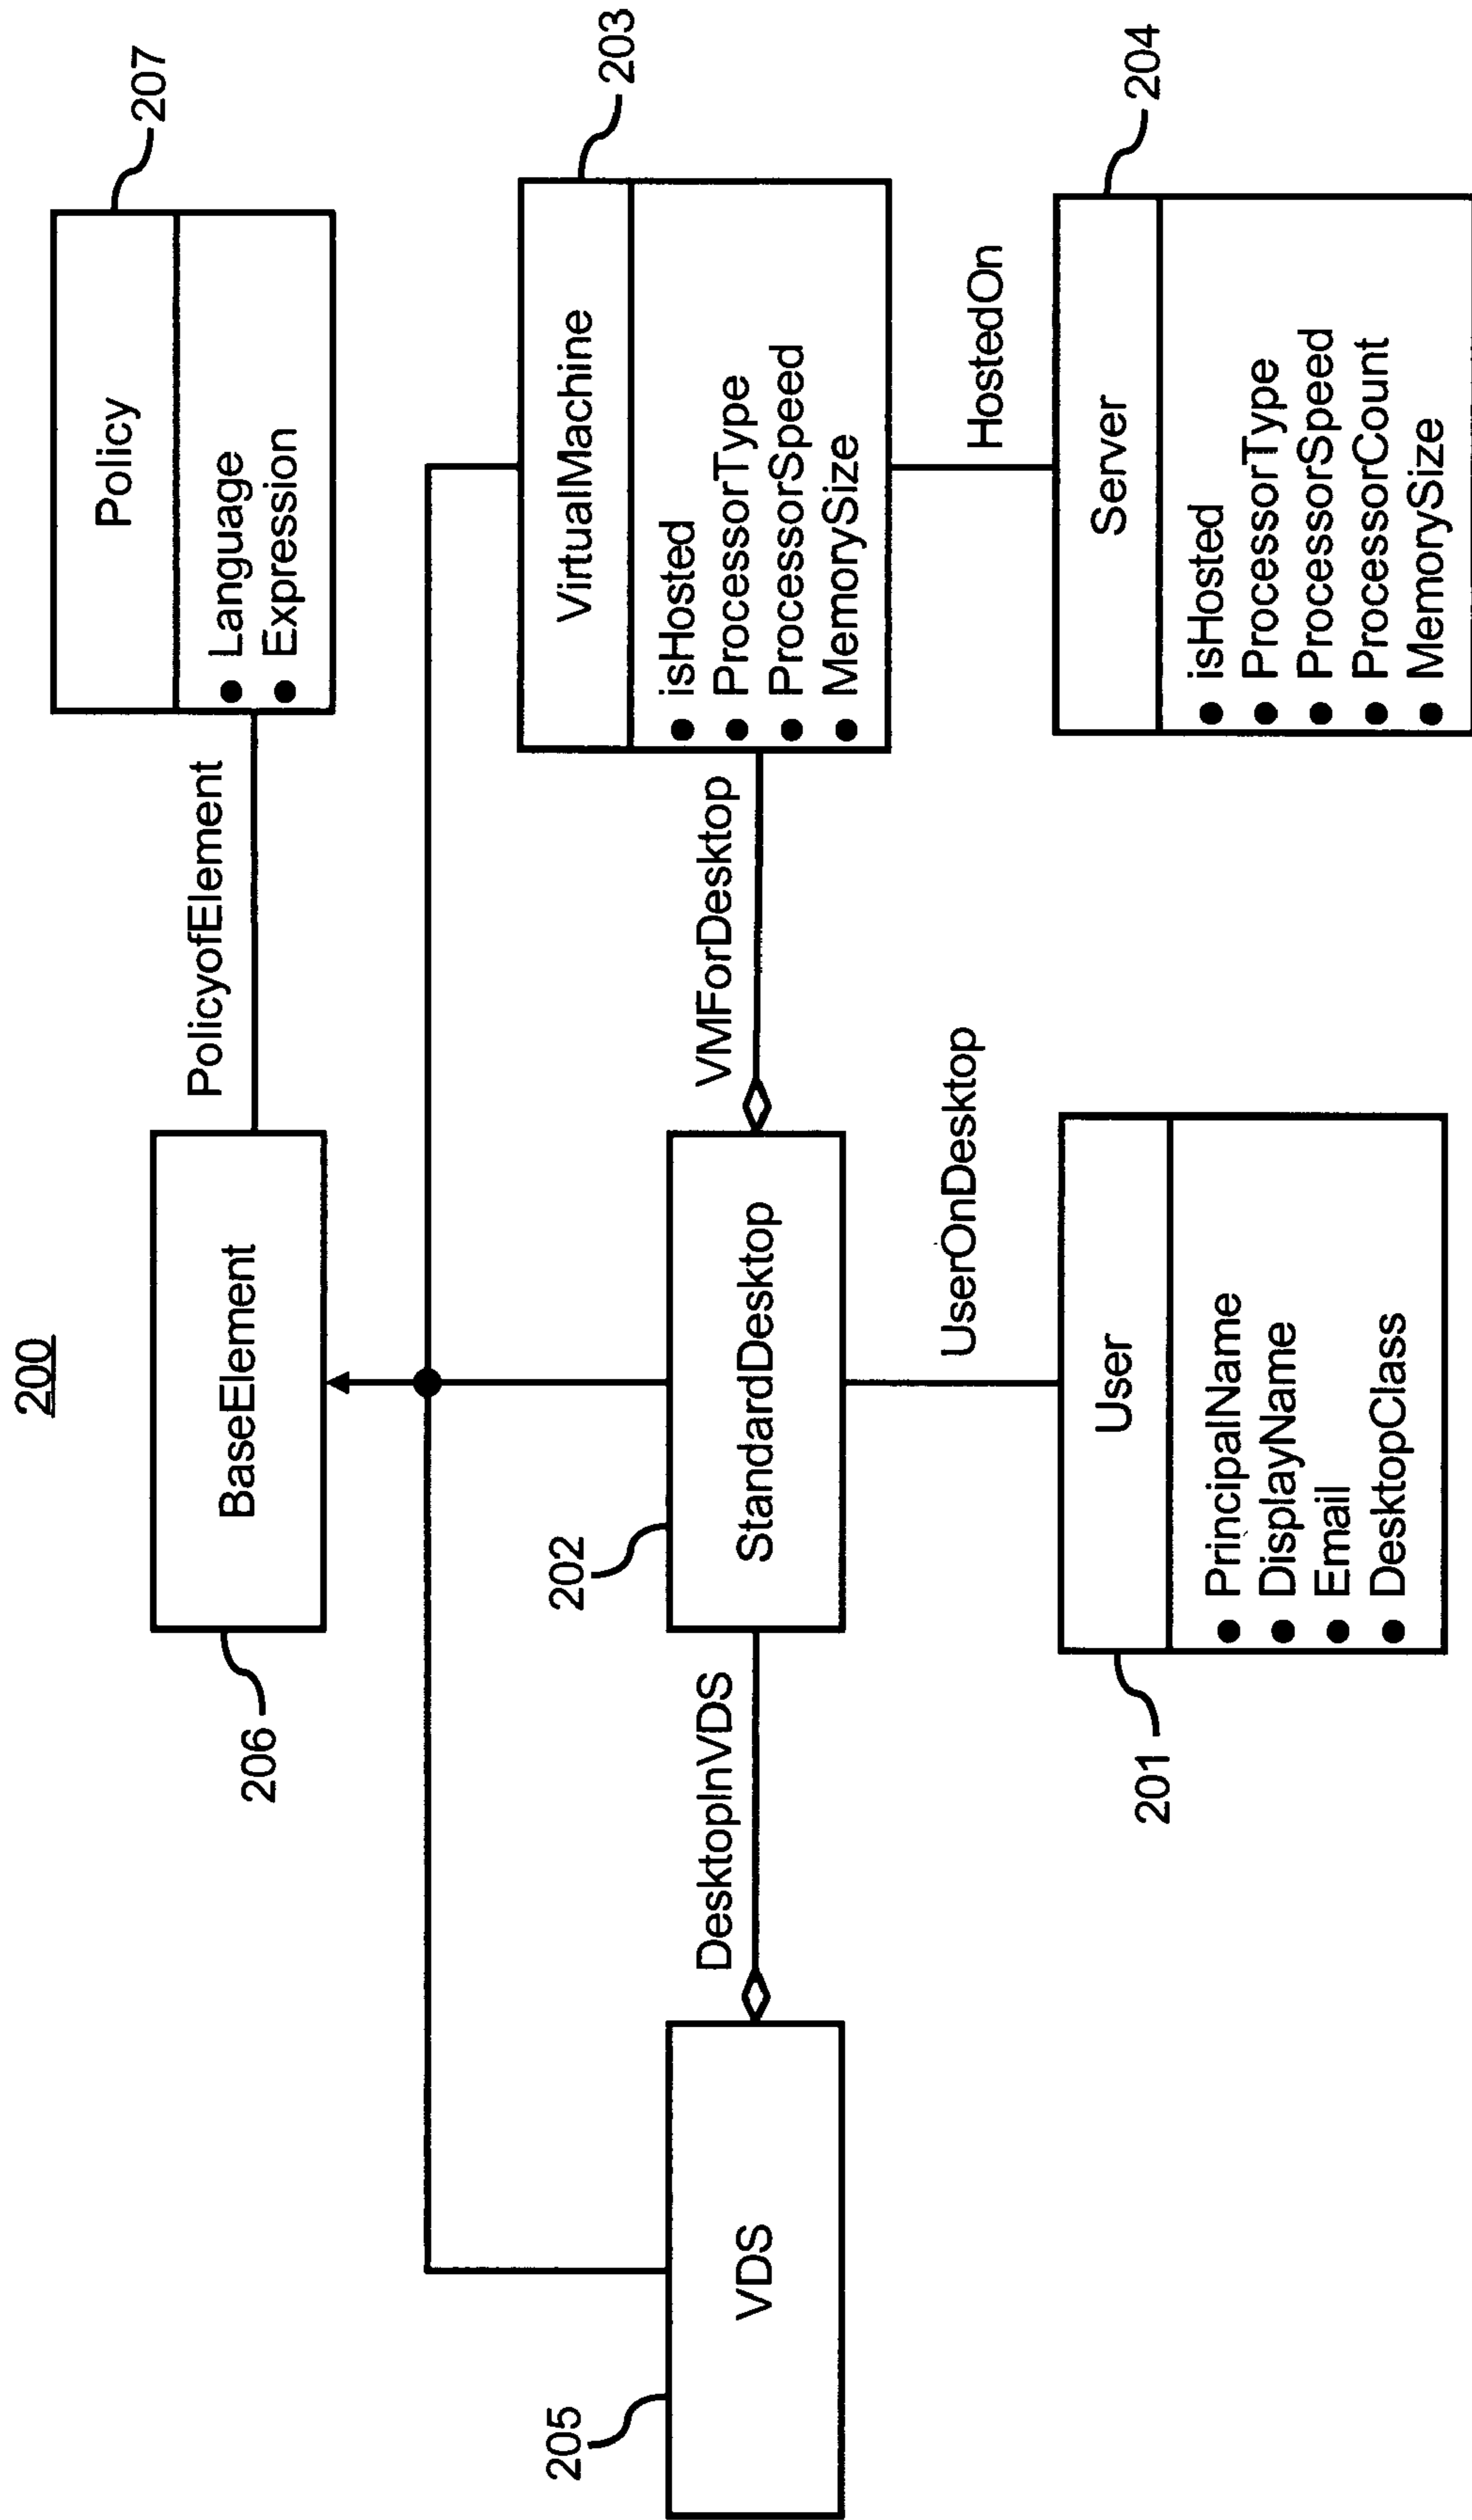 200
BaseElement
206
PolicyofElement
Policy
207
● Language
● Expression
VDS
205
DesktopInVDS
StandardDesktop
202
VMForDesktop
VirtualMachine
203
● isHosted
● ProcessorType
● ProcessorSpeed
● MemorySize
UserOnDesktop
HostedOn
User
201
● PrincipalName
● DisplayName
● Email
● DesktopClass
Server
204
● isHosted
● ProcessorType
● ProcessorSpeed
● ProcessorCount
● MemorySize